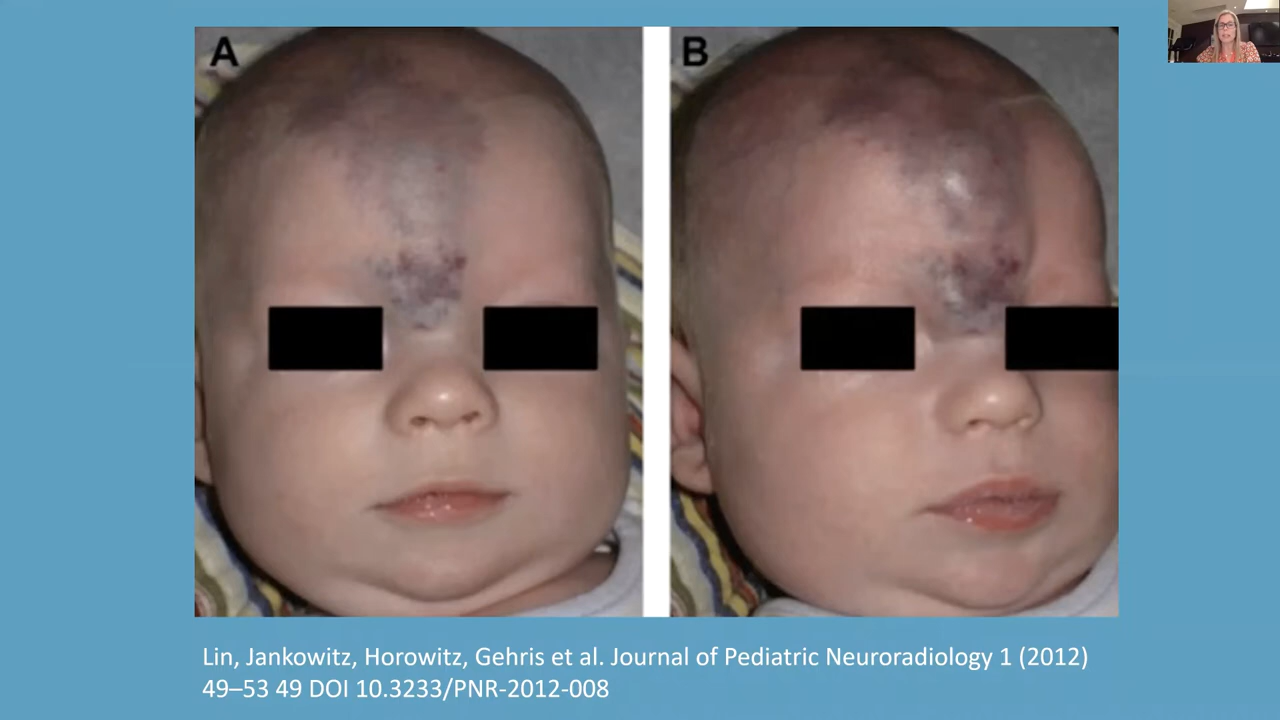 A
B
Lin, Jankowitz, Horowitz, Gehris et al. Journal of Pediatric Neuroradiology 1 (2012)
49–53 49 DOI 10.3233/PNR-2012-008